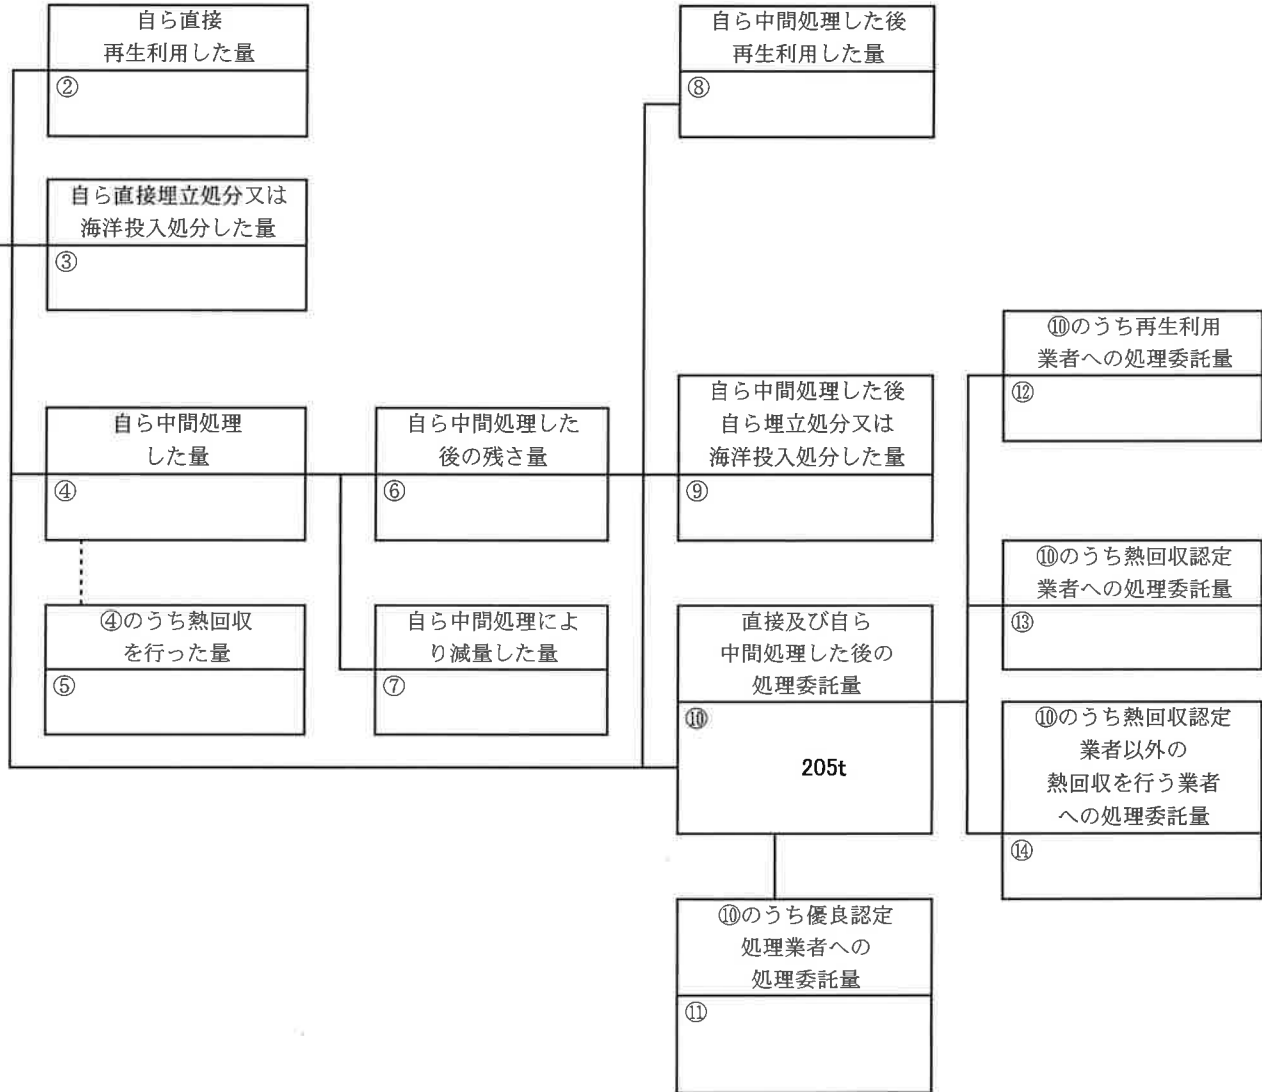 自ら直接
再生利用した量
②
自ら直接埋立処分又は
海洋投入処分した量
③
自ら中間処理
した量
④
④のうち熱回収
を行った量
⑤
自ら中間処理した
後の残さ量
⑥
自ら中間処理によ
り減量した量
⑦
自ら中間処理した後
再生利用した量
⑧
自ら中間処理した後
自ら埋立処分又は
海洋投入処分した量
⑨
直接及び自ら
中間処理した後の
処理委託量
⑩
205t
⑩のうち優良認定
処理業者への
処理委託量
⑪
⑩のうち再生利用
業者への処理委託量
⑫
⑩のうち熱回収認定
業者への処理委託量
⑬
⑩のうち熱回収認定
業者以外の
熱回収を行う業者
への処理委託量
⑭